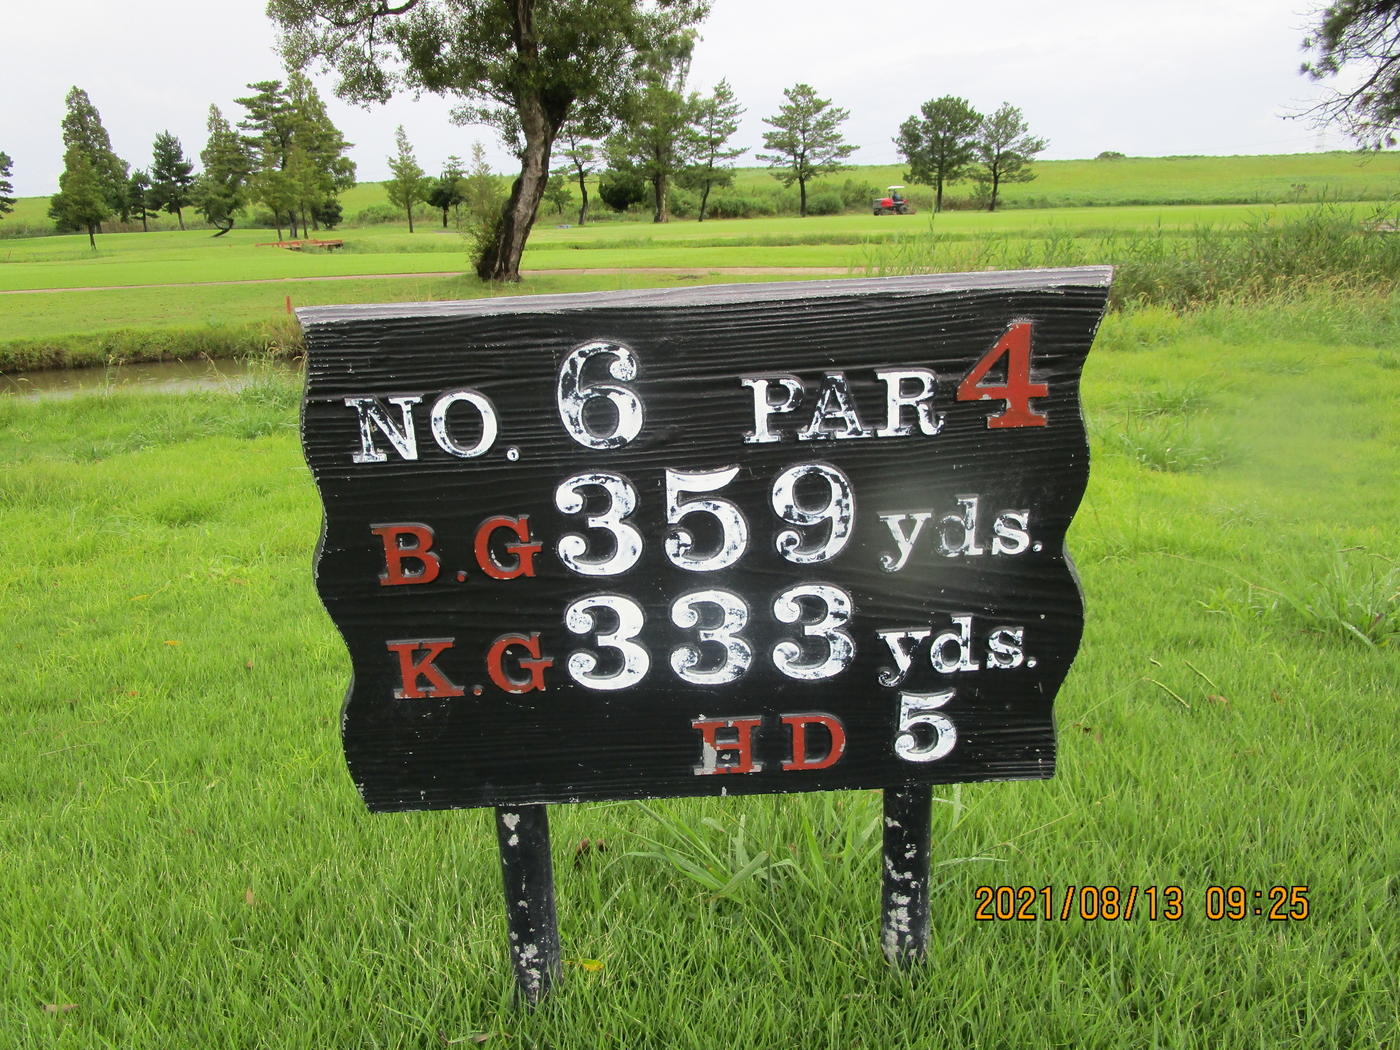 NO. 6 PAR 4
B.G 359 yds.
K.G 333 yds.
HD 5
2021/08/13 09:25